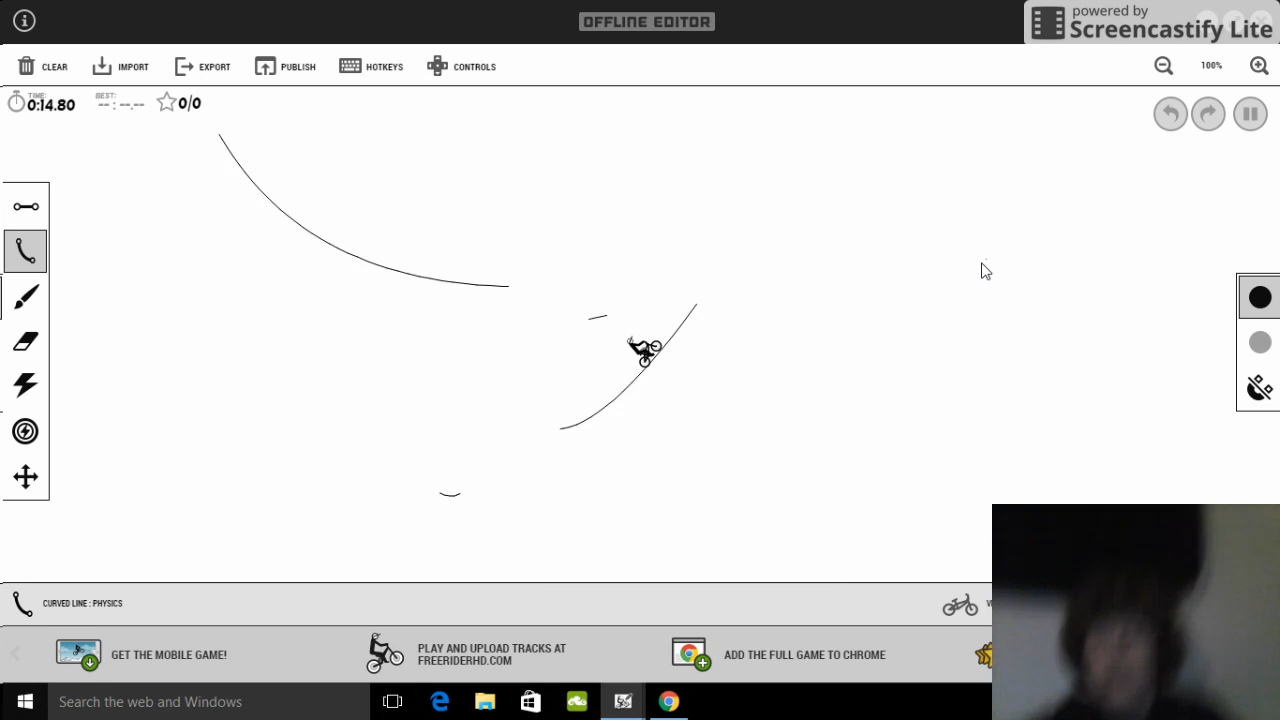 OFFLINE EDITOR
powered by
Screencastify Lite
CLEAR
IMPORT
EXPORT
PUBLISH
HOTKEYS
CONTROLS
100%
TIME:
0:14.80
BEST:
-- : --.--
0/0
CURVED LINE : PHYSICS
GET THE MOBILE GAME!
PLAY AND UPLOAD TRACKS AT
FREERIDERHD.COM
ADD THE FULL GAME TO CHROME
Search the web and Windows